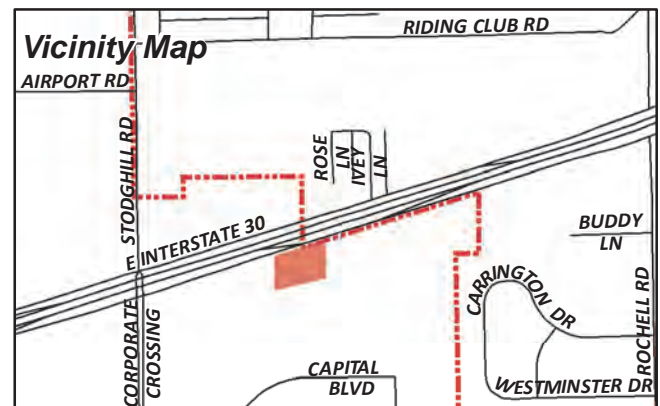 Vicinity Map
RIDING CLUB RD
AIRPORT RD
STODGHILL RD
ROSE
LN
IVEY
LN
E INTERSTATE 30
BUDDY
LN
CARRINGTON DR
ROCHELL RD
CORPORATE
CROSSING
CAPITAL
BLVD
WESTMINSTER DR